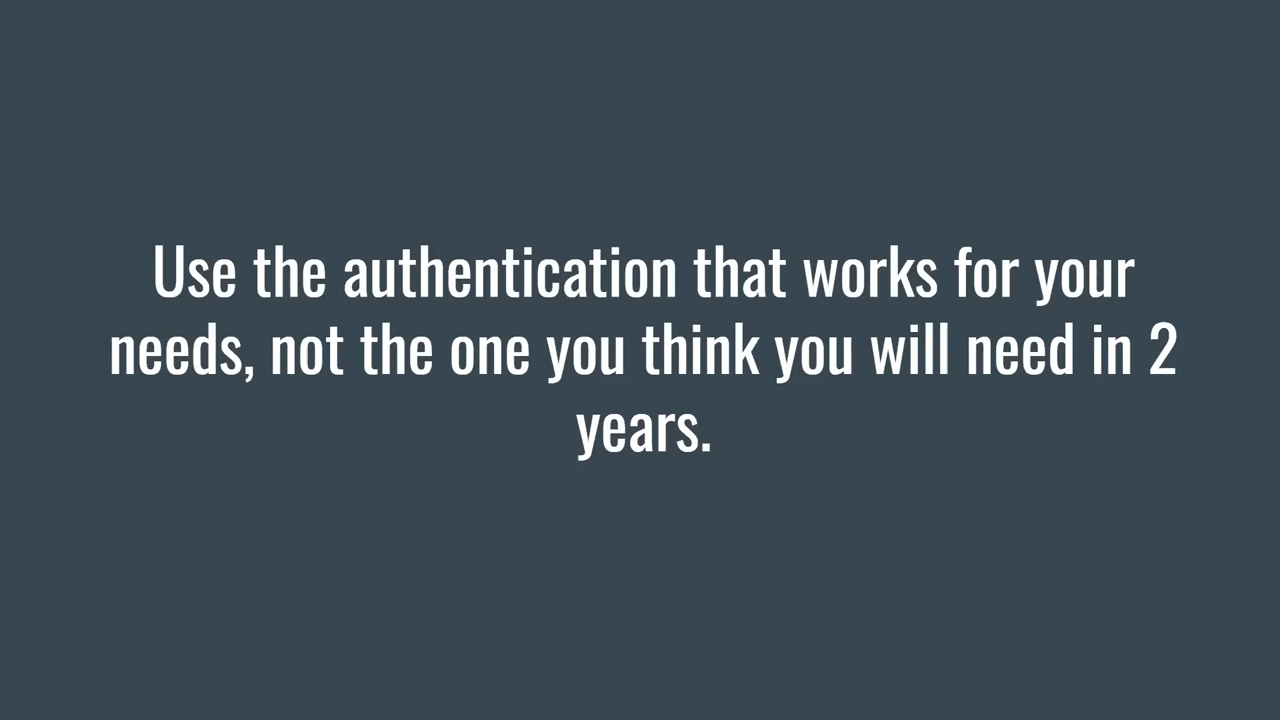 Use the authentication that works for your
needs, not the one you think you will need in 2
years.